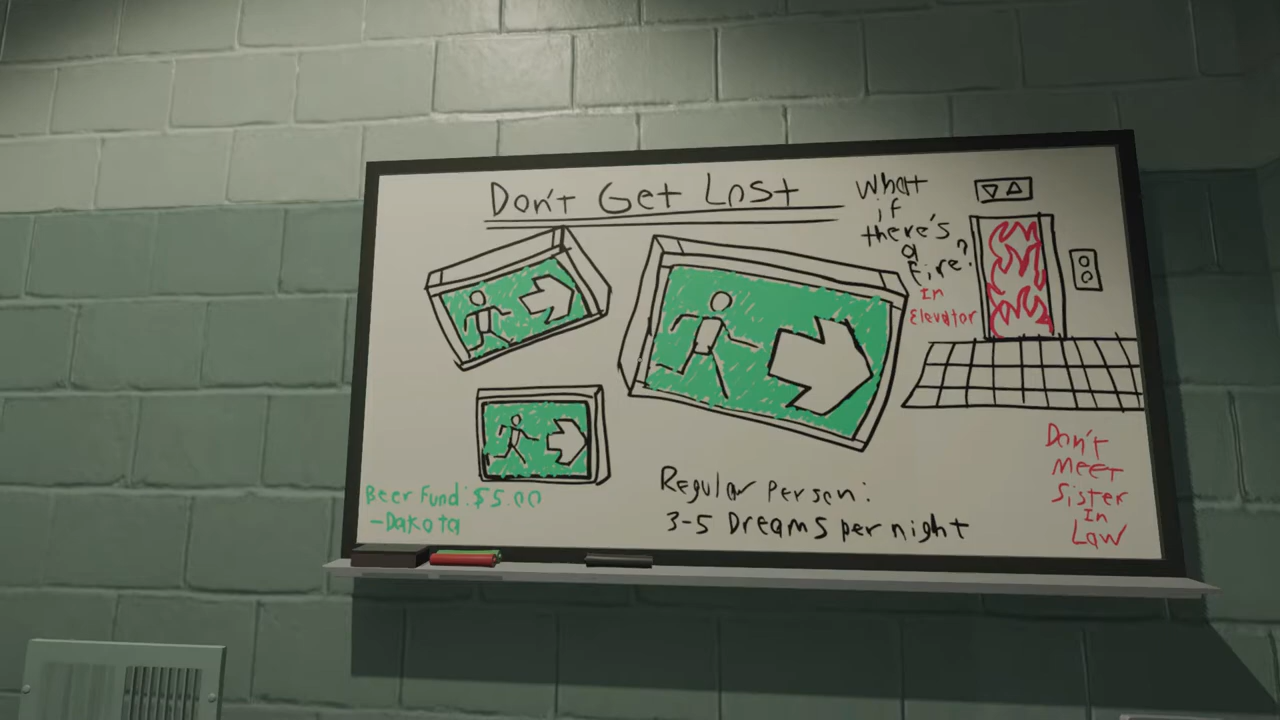 Don't Get Lost
What
if
there's
a
Fire?
In
Elevator
Beer Fund: $5.00
-Dakota
Regular Person:
3-5 Dreams per night
Don't
Meet
Sister
In
Law